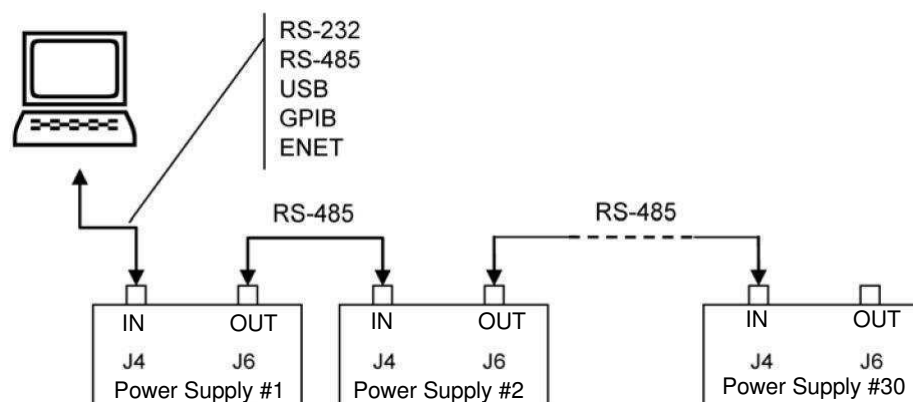 RS-232
RS-485
USB
GPIB
ENET
RS-485
RS-485
IN OUT IN OUT IN OUT
J4 J6 J4 J6 J4 J6
Power Supply #1 Power Supply #2 Power Supply #30